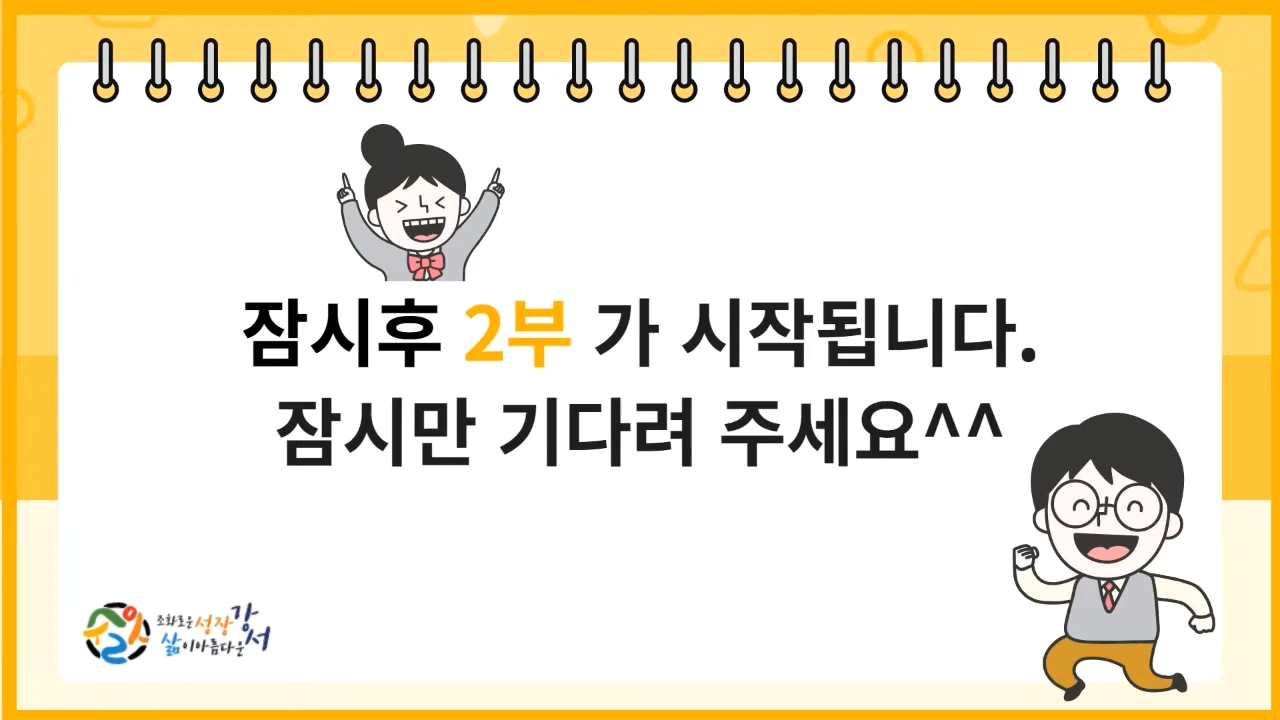 잠시후 2부 가 시작됩니다.
잠시만 기다려 주세요^^
조화로운 성장 강서
삶이아름다운